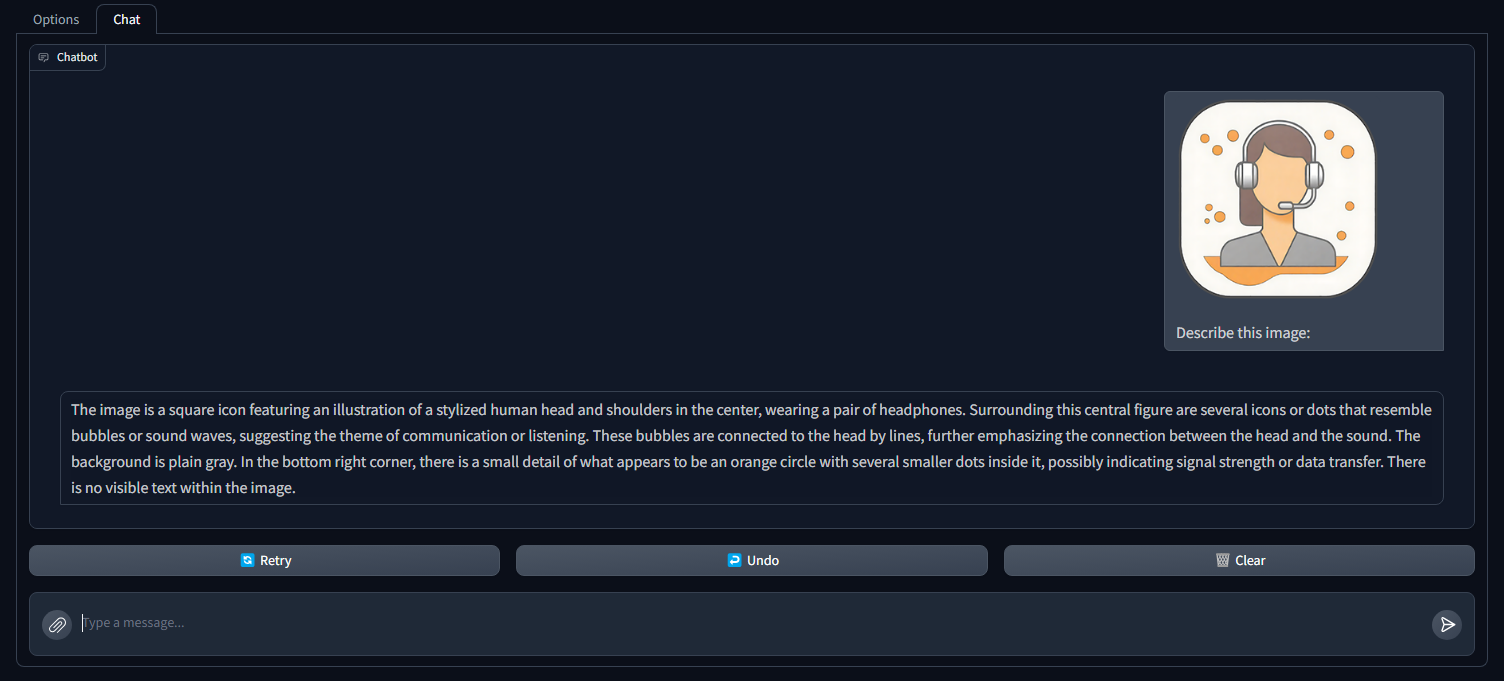 Options
Chat
Chatbot
Describe this image:
The image is a square icon featuring an illustration of a stylized human head and shoulders in the center, wearing a pair of headphones. Surrounding this central figure are several icons or dots that resemble
bubbles or sound waves, suggesting the theme of communication or listening. These bubbles are connected to the head by lines, further emphasizing the connection between the head and the sound. The
background is plain gray. In the bottom right corner, there is a small detail of what appears to be an orange circle with several smaller dots inside it, possibly indicating signal strength or data transfer. There
is no visible text within the image.
Retry
Undo
Clear
Type a message...